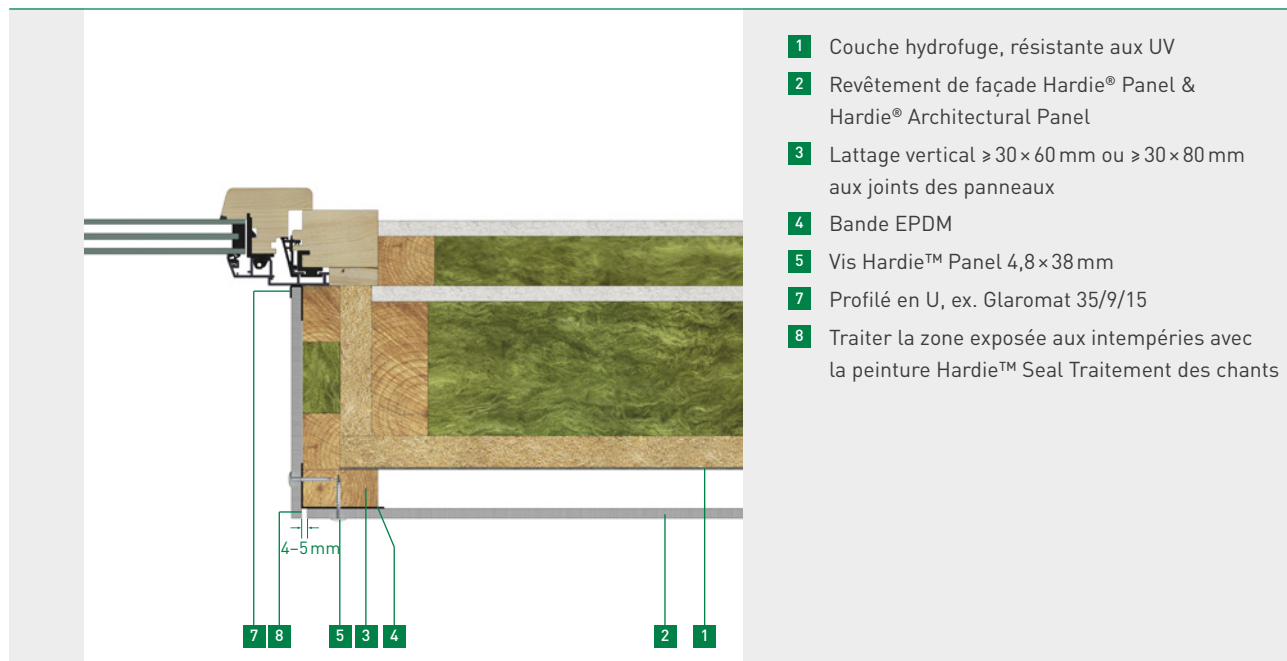 1 Couche hydrofuge, résistante aux UV
2 Revêtement de façade Hardie® Panel &
Hardie® Architectural Panel
3 Lattage vertical ≥ 30 × 60 mm ou ≥ 30 × 80 mm
aux joints des panneaux
4 Bande EPDM
5 Vis Hardie™ Panel 4,8 × 38 mm
7 Profilé en U, ex. Glaromat 35/9/15
8 Traiter la zone exposée aux intempéries avec
la peinture Hardie™ Seal Traitement des chants
4–5 mm
7 8 5 3 4 2 1